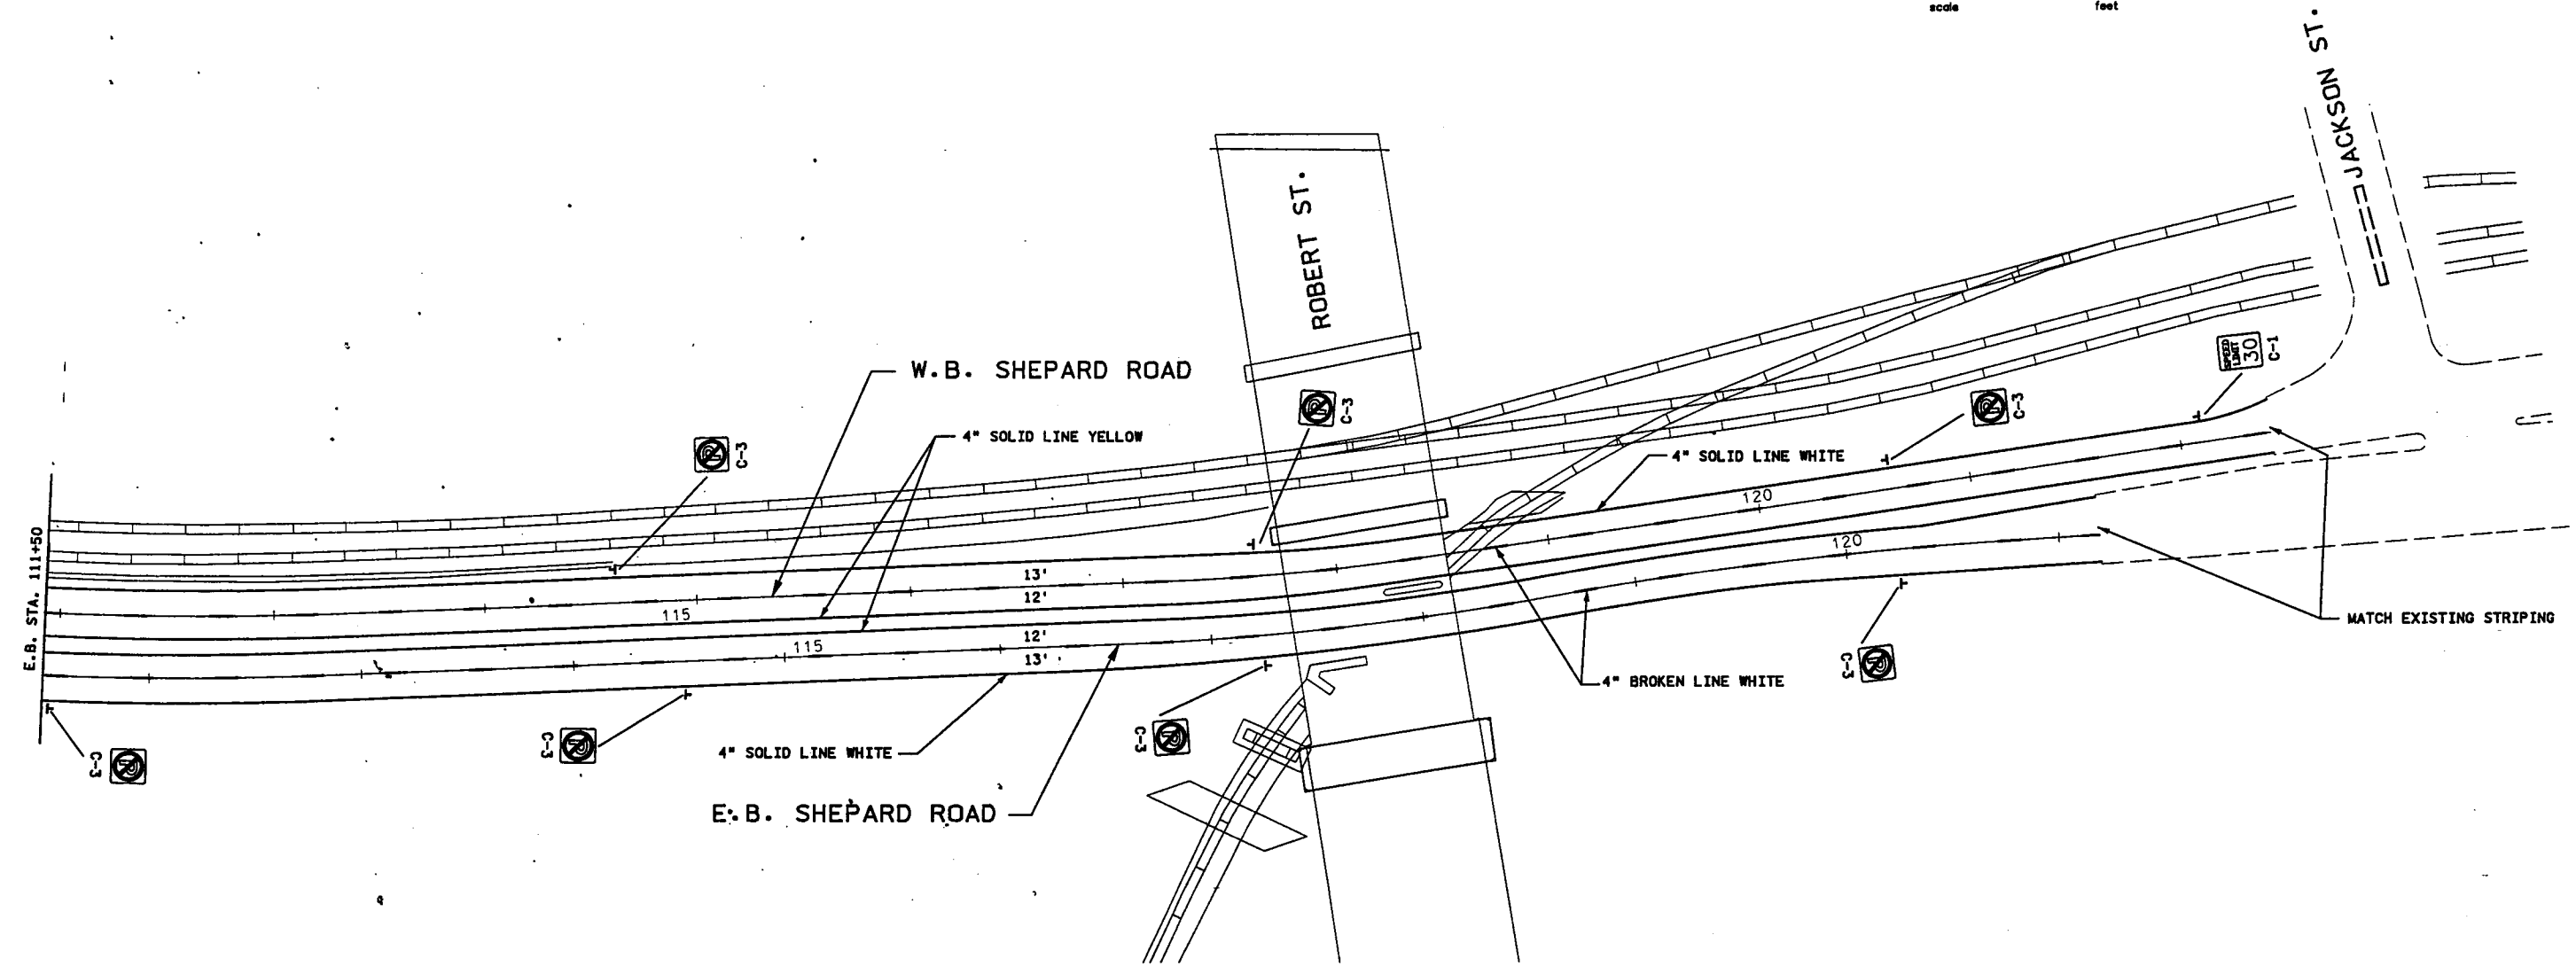 scale feet
JACKSON ST.
ROBERT ST.
W.B. SHEPARD ROAD
SPEED LIMIT 30
C-1
P
C-3
P
C-3
P
C-3
4" SOLID LINE YELLOW
4" SOLID LINE WHITE
120
120
E.B. STA. 111+50
13'
12'
115
12'
115
13'
MATCH EXISTING STRIPING
4" BROKEN LINE WHITE
P
C-3
P
C-3
P
C-3
P
C-3
4" SOLID LINE WHITE
E.B. SHEPARD ROAD